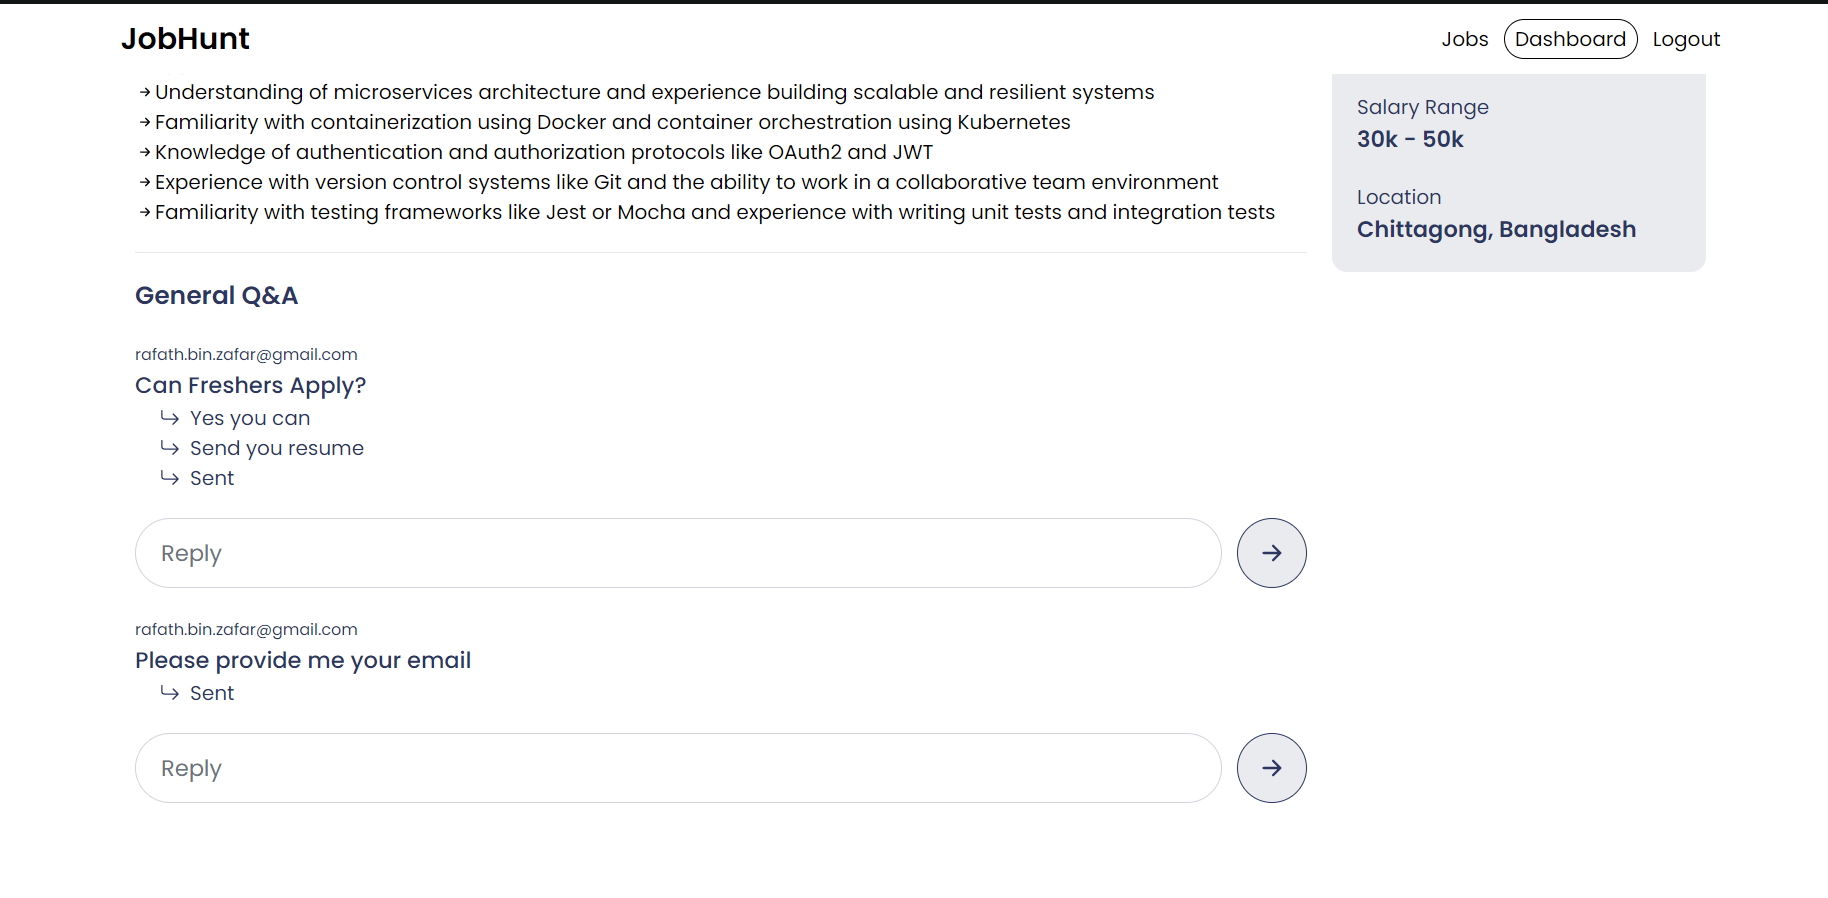 JobHunt
Jobs
Dashboard
Logout
Understanding of microservices architecture and experience building scalable and resilient systems
Familiarity with containerization using Docker and container orchestration using Kubernetes
Knowledge of authentication and authorization protocols like OAuth2 and JWT
Experience with version control systems like Git and the ability to work in a collaborative team environment
Familiarity with testing frameworks like Jest or Mocha and experience with writing unit tests and integration tests
Salary Range
30k - 50k
Location
Chittagong, Bangladesh
General Q&A
rafath.bin.zafar@gmail.com
Can Freshers Apply?
Yes you can
Send you resume
Sent
Reply
rafath.bin.zafar@gmail.com
Please provide me your email
Sent
Reply